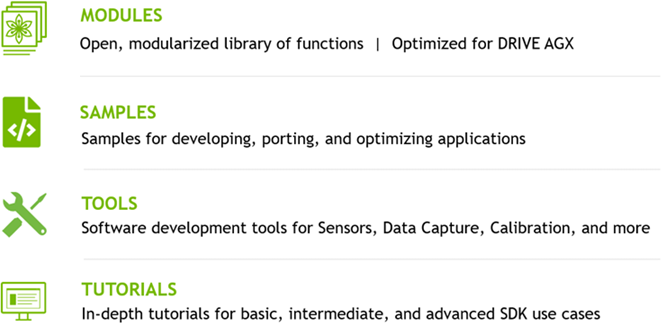 MODULES
Open, modularized library of functions | Optimized for DRIVE AGX
SAMPLES
Samples for developing, porting, and optimizing applications
TOOLS
Software development tools for Sensors, Data Capture, Calibration, and more
TUTORIALS
In-depth tutorials for basic, intermediate, and advanced SDK use cases